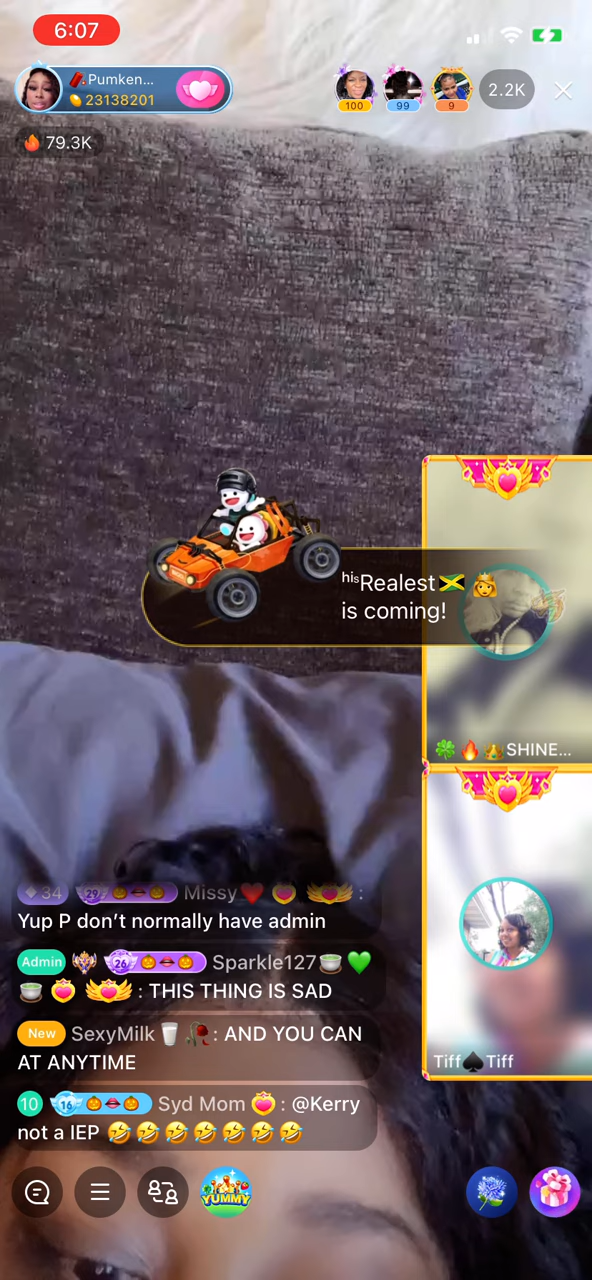 6:07
Pumken...
23138201
100
99
9
2.2K
79.3K
hisRealest
is coming!
SHINE...
34 29 Missy :
Yup P don't normally have admin
Admin 26 Sparkle127
: THIS THING IS SAD
New SexyMilk : AND YOU CAN
AT ANYTIME
10 16 Syd Mom : @Kerry
not a IEP
Tiff Tiff
YUMMY